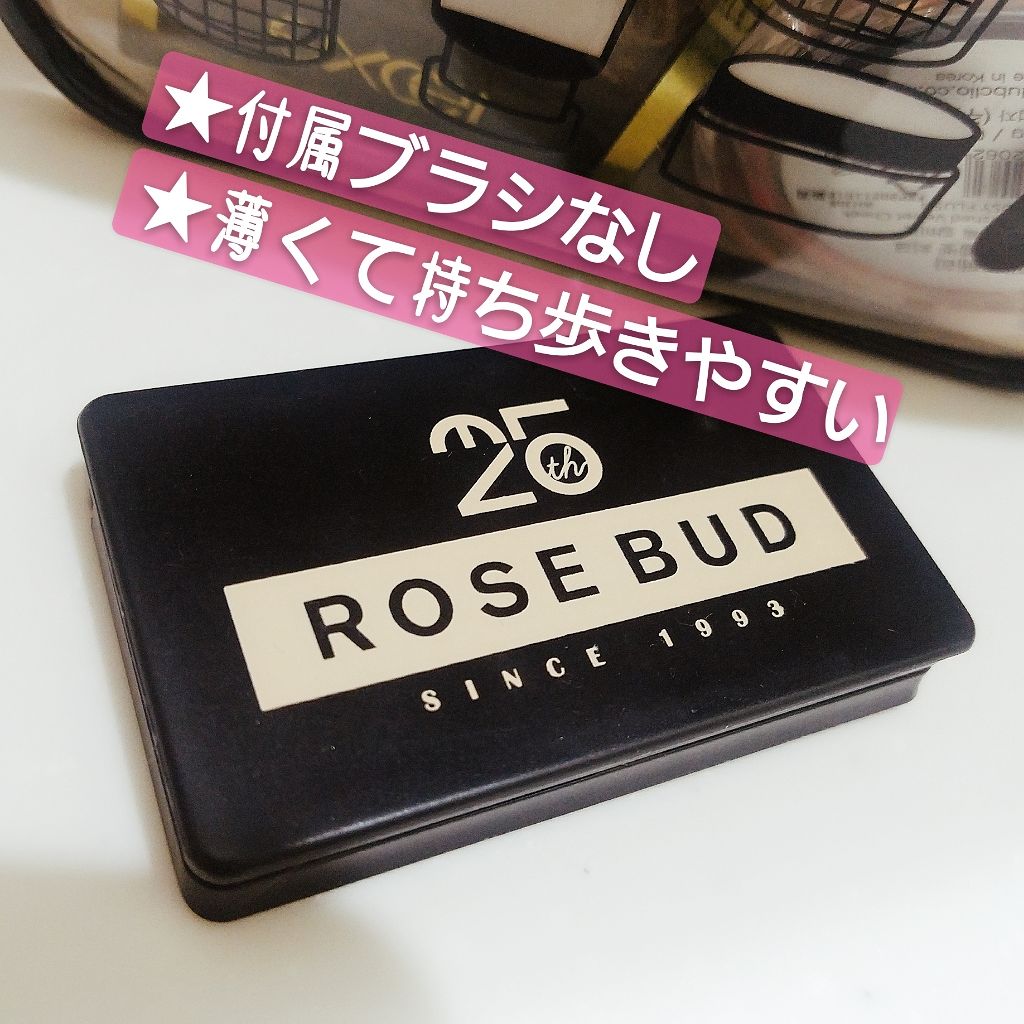 ★付属ブラシなし
★薄くて持ち歩きやすい
25th
ROSE BUD
SINCE 1993